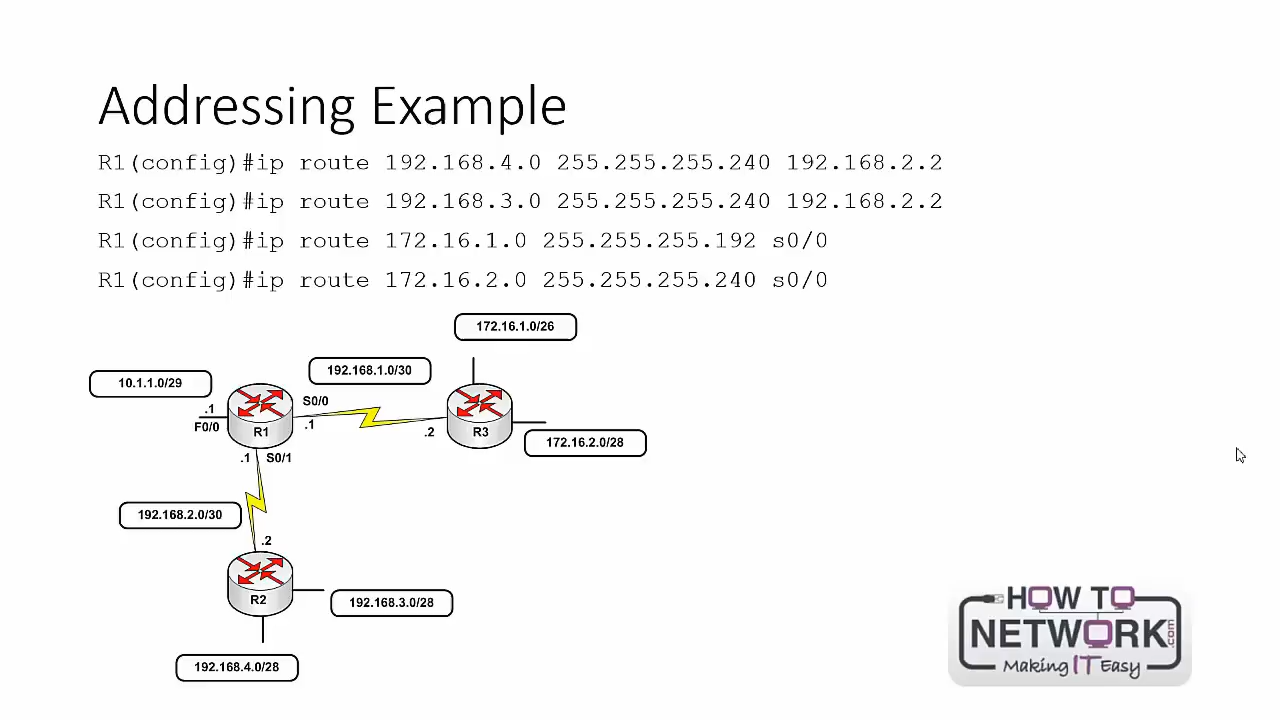 Addressing Example
R1(config)#ip route 192.168.4.0 255.255.255.240 192.168.2.2
R1(config)#ip route 192.168.3.0 255.255.255.240 192.168.2.2
R1(config)#ip route 172.16.1.0 255.255.255.192 s0/0
R1(config)#ip route 172.16.2.0 255.255.255.240 s0/0
172.16.1.0/26
192.168.1.0/30
10.1.1.0/29
S0/0
.1
F0/0
R1
.1
.2
R3
172.16.2.0/28
.1
S0/1
192.168.2.0/30
.2
R2
192.168.3.0/28
192.168.4.0/28
HOW TO
NETWORK.com
Making IT Easy